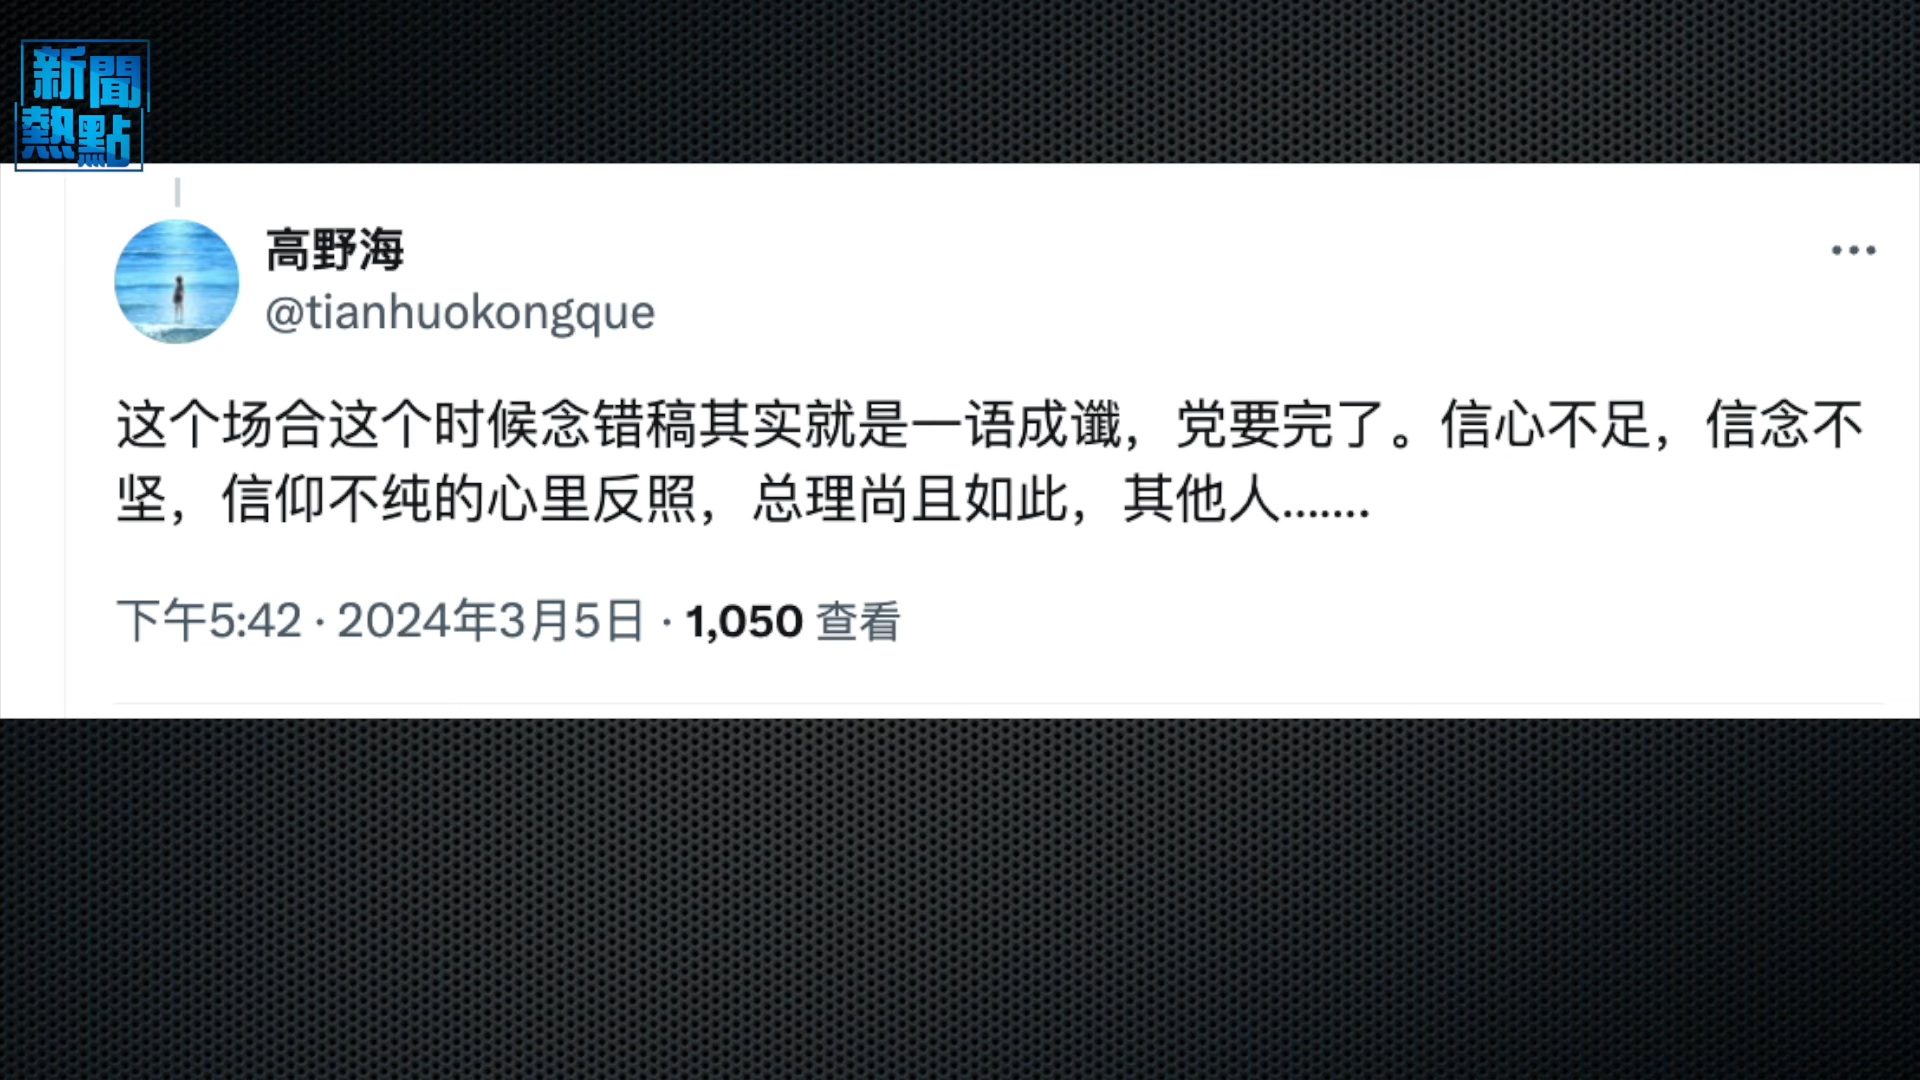 新聞
熱點
高野海
@tianhuokongque
这个场合这个时候念错稿其实就是一语成谶，党要完了。信心不足，信念不
坚，信仰不纯的心里反照，总理尚且如此，其他人.......
下午5:42 · 2024年3月5日 · 1,050 查看